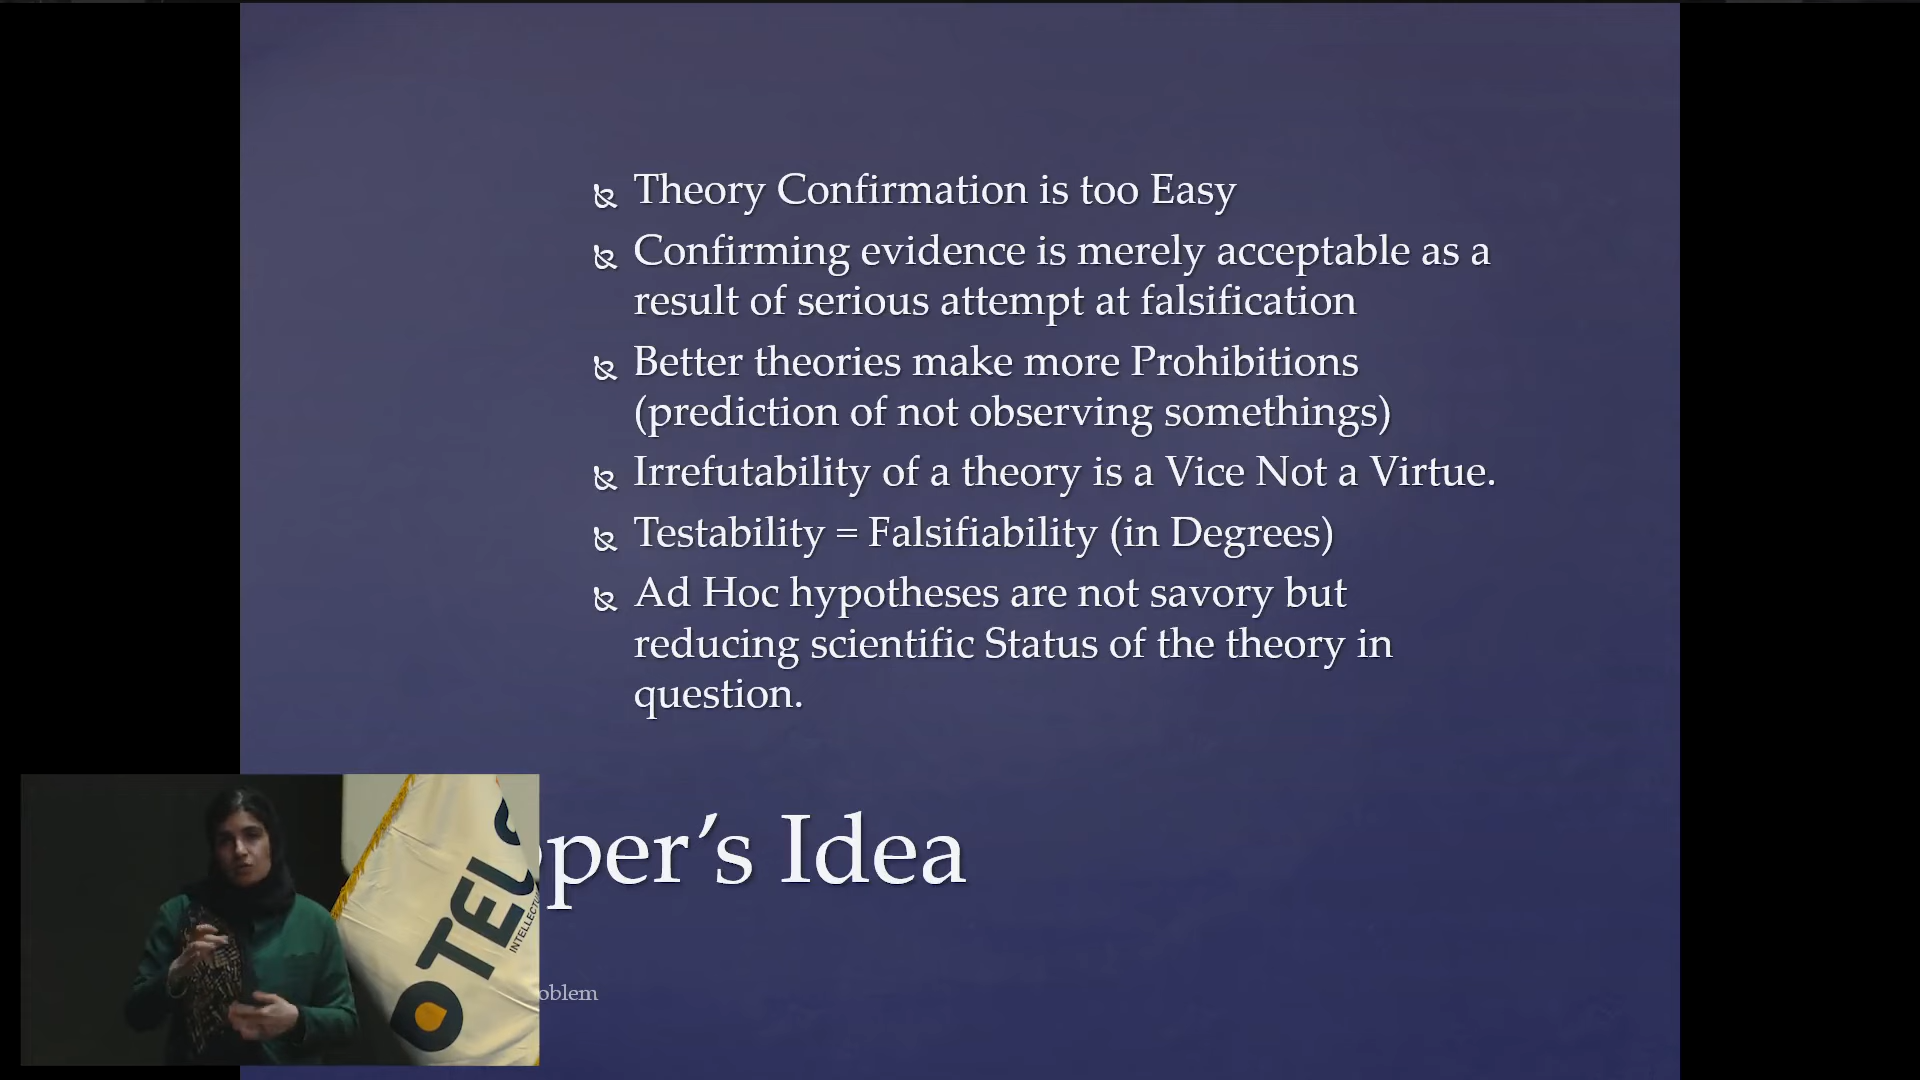 Theory Confirmation is too Easy
Confirming evidence is merely acceptable as a
result of serious attempt at falsification
Better theories make more Prohibitions
(prediction of not observing somethings)
Irrefutability of a theory is a Vice Not a Virtue.
Testability = Falsifiability (in Degrees)
Ad Hoc hypotheses are not savory but
reducing scientific Status of the theory in
question.
per’s Idea
oblem